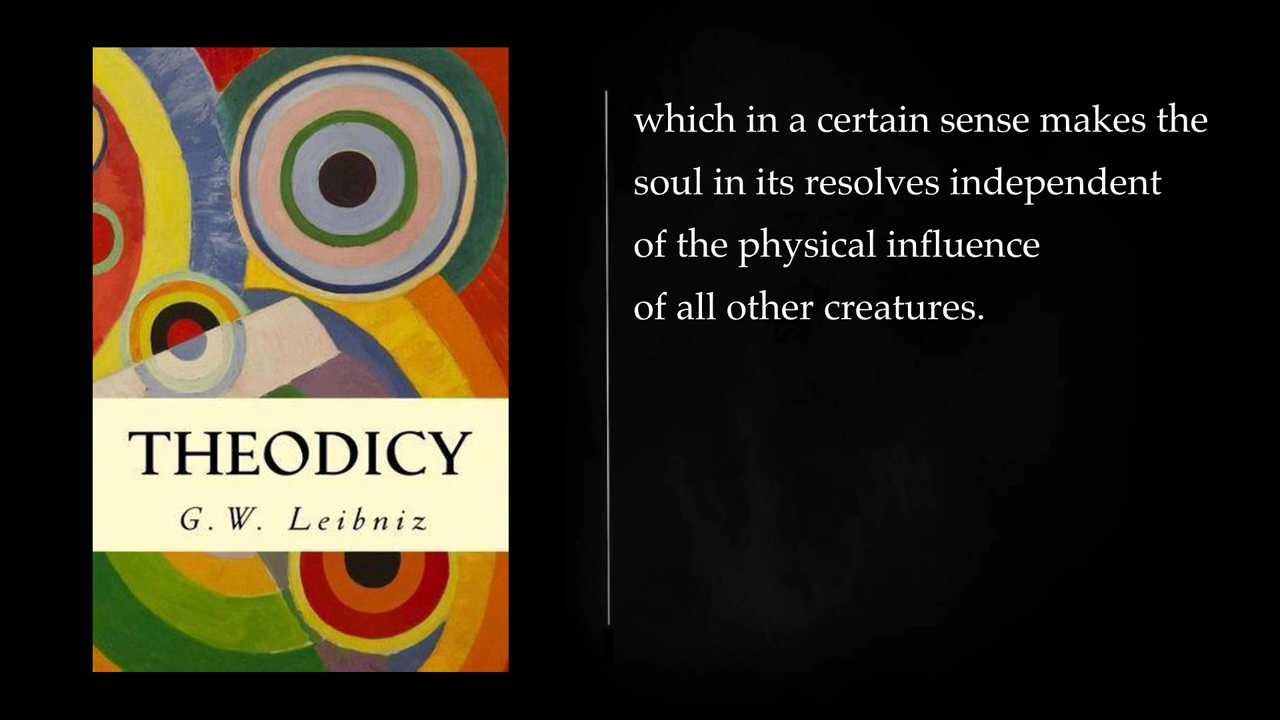 THEODICY
G. W. Leibniz
which in a certain sense makes the
soul in its resolves independent
of the physical influence
of all other creatures.